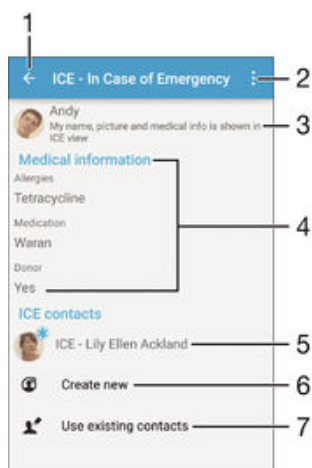 1
ICE - In Case of Emergency
2
Andy
My name, picture and medical info is shown in
ICE view
3
Medical information
Allergies
Tetracycline
Medication
Waran
Donor
Yes
4
ICE contacts
ICE - Lily Ellen Ackland
5
Create new
6
Use existing contacts
7